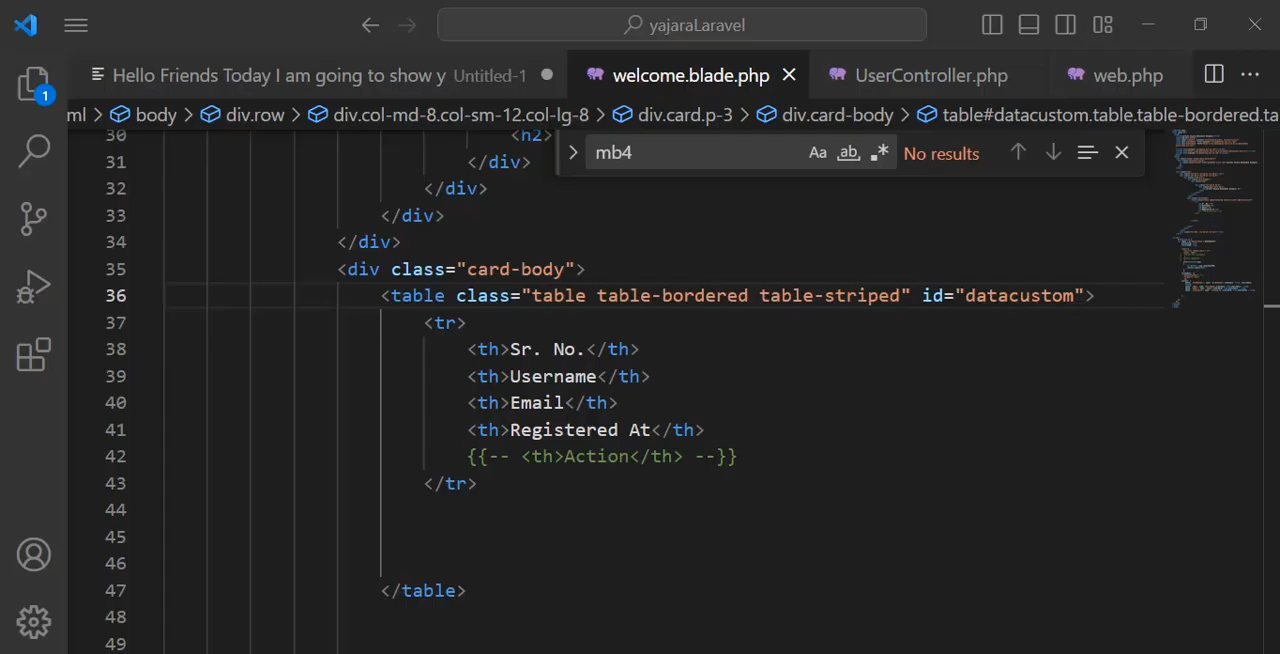 yajaraLaravel
Hello Friends Today I am going to show y Untitled-1
welcome.blade.php
UserController.php
web.php
1
ml > body > div.row > div.col-md-8.col-sm-12.col-lg-8 > div.card.p-3 > div.card-body > table#datacustom.table.table-bordered.ta
mb4
Aa ab .*
No results
30 <h2>
31 </div>
32 </div>
33 </div>
34 </div>
35 <div class="card-body">
36 <table class="table table-bordered table-striped" id="datacustom">
37 <tr>
38 <th>Sr. No.</th>
39 <th>Username</th>
40 <th>Email</th>
41 <th>Registered At</th>
42 {{-- <th>Action</th> --}}
43 </tr>
44
45
46
47 </table>
48
49